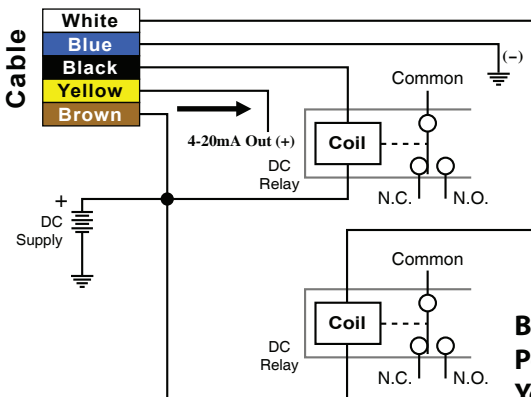 Cable
White
Blue
Black
Yellow
Brown
(−)
Common
4-20mA Out (+)
Coil
DC
Relay
N.C.
N.O.
+
DC
Supply
Common
Coil
DC
Relay
N.C.
N.O.
B
P